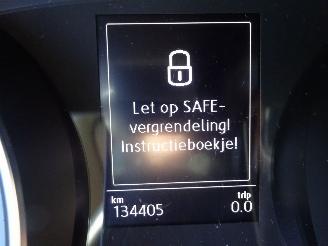 Let op SAFE-
vergrendeling!
Instructieboekje!
km trip
134405 0.0